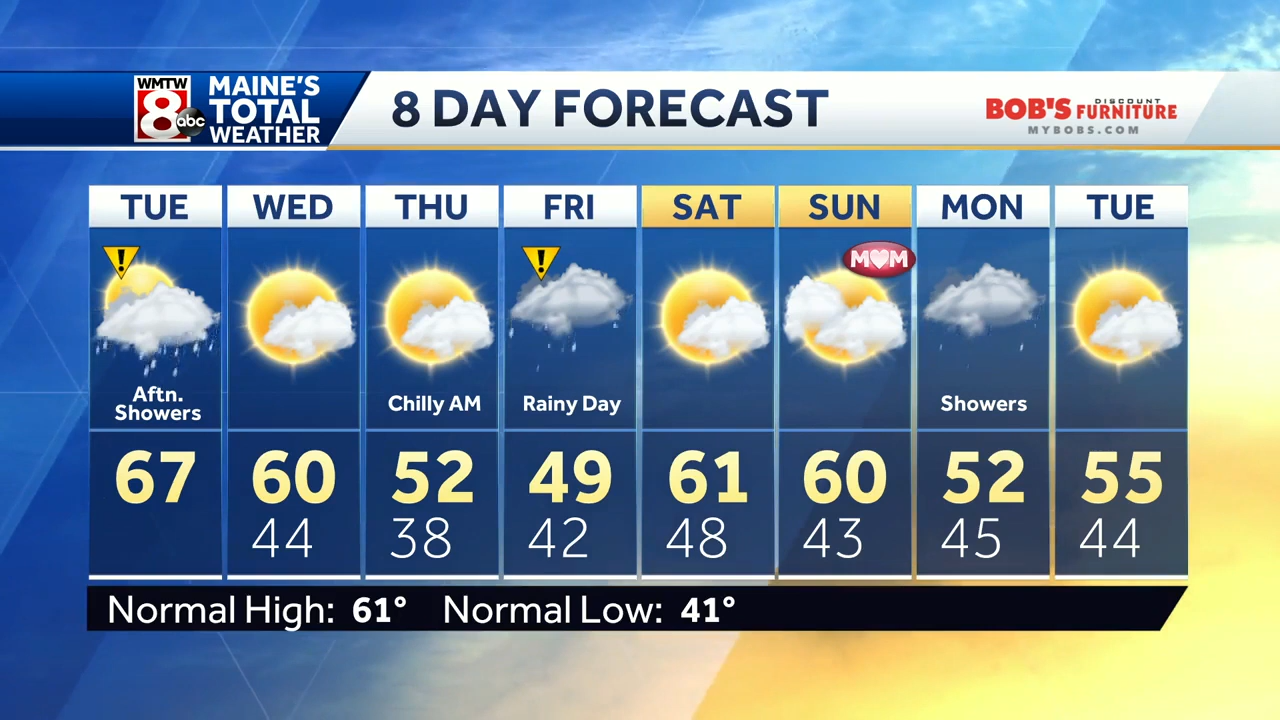 WMTW
8
abc
MAINE'S
TOTAL
WEATHER
8 DAY FORECAST
BOB'S DISCOUNT FURNITURE
MYBOBS.COM
TUE WED THU FRI SAT SUN MON TUE
! ! M♥M
Aftn.
Showers
Chilly AM Rainy Day Showers
67 60 52 49 61 60 52 55
44 38 42 48 43 45 44
Normal High: 61° Normal Low: 41°